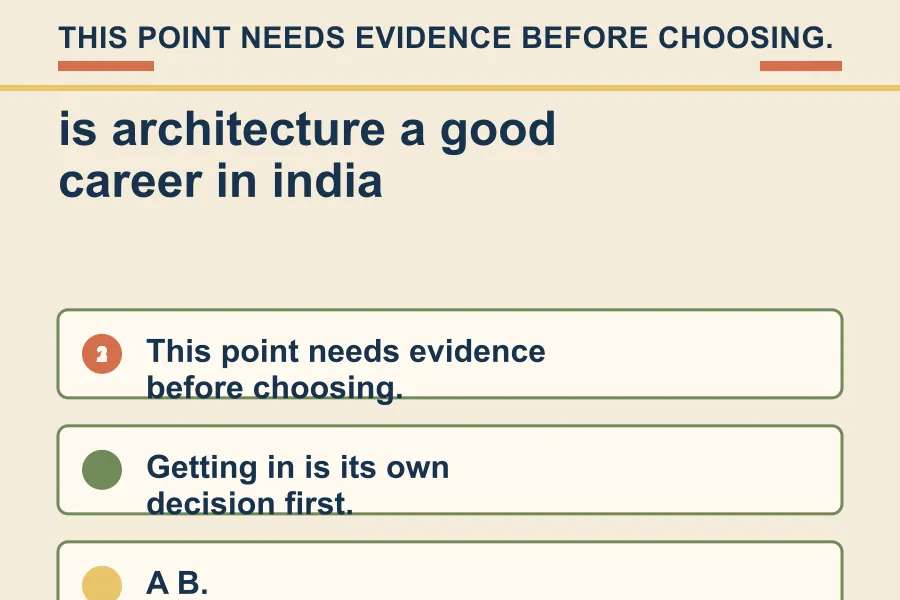 THIS POINT NEEDS EVIDENCE BEFORE CHOOSING.
is architecture a good
career in india
This point needs evidence
before choosing.
Getting in is its own
decision first.
A B.